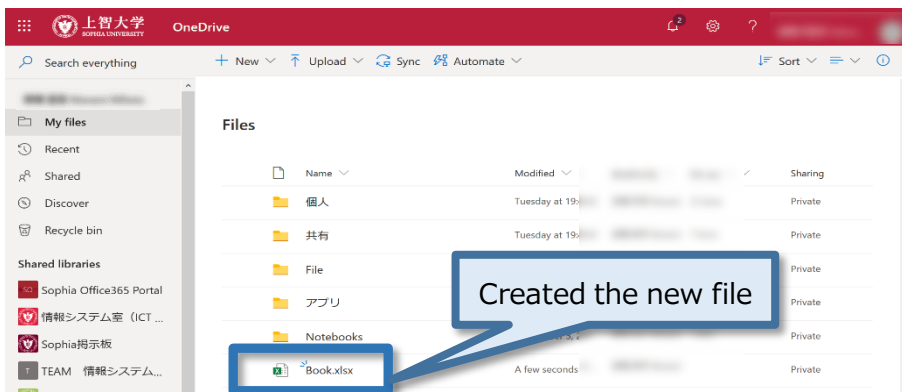 上智大学
SOPHIA UNIVERSITY
OneDrive
2
?
Search everything
+ New
Upload
Sync
Automate
Sort
My files
Recent
Shared
Discover
Recycle bin
Shared libraries
SO
Sophia Office365 Portal
情報システム室（ICT ...
Sophia掲示板
T
TEAM 情報システム...
Files
Name
Modified
Sharing
個人
Tuesday at 19:
Private
共有
Tuesday at 19:
Private
File
Private
アプリ
Private
Notebooks
Private
Book.xlsx
A few seconds
Private
Created the new file